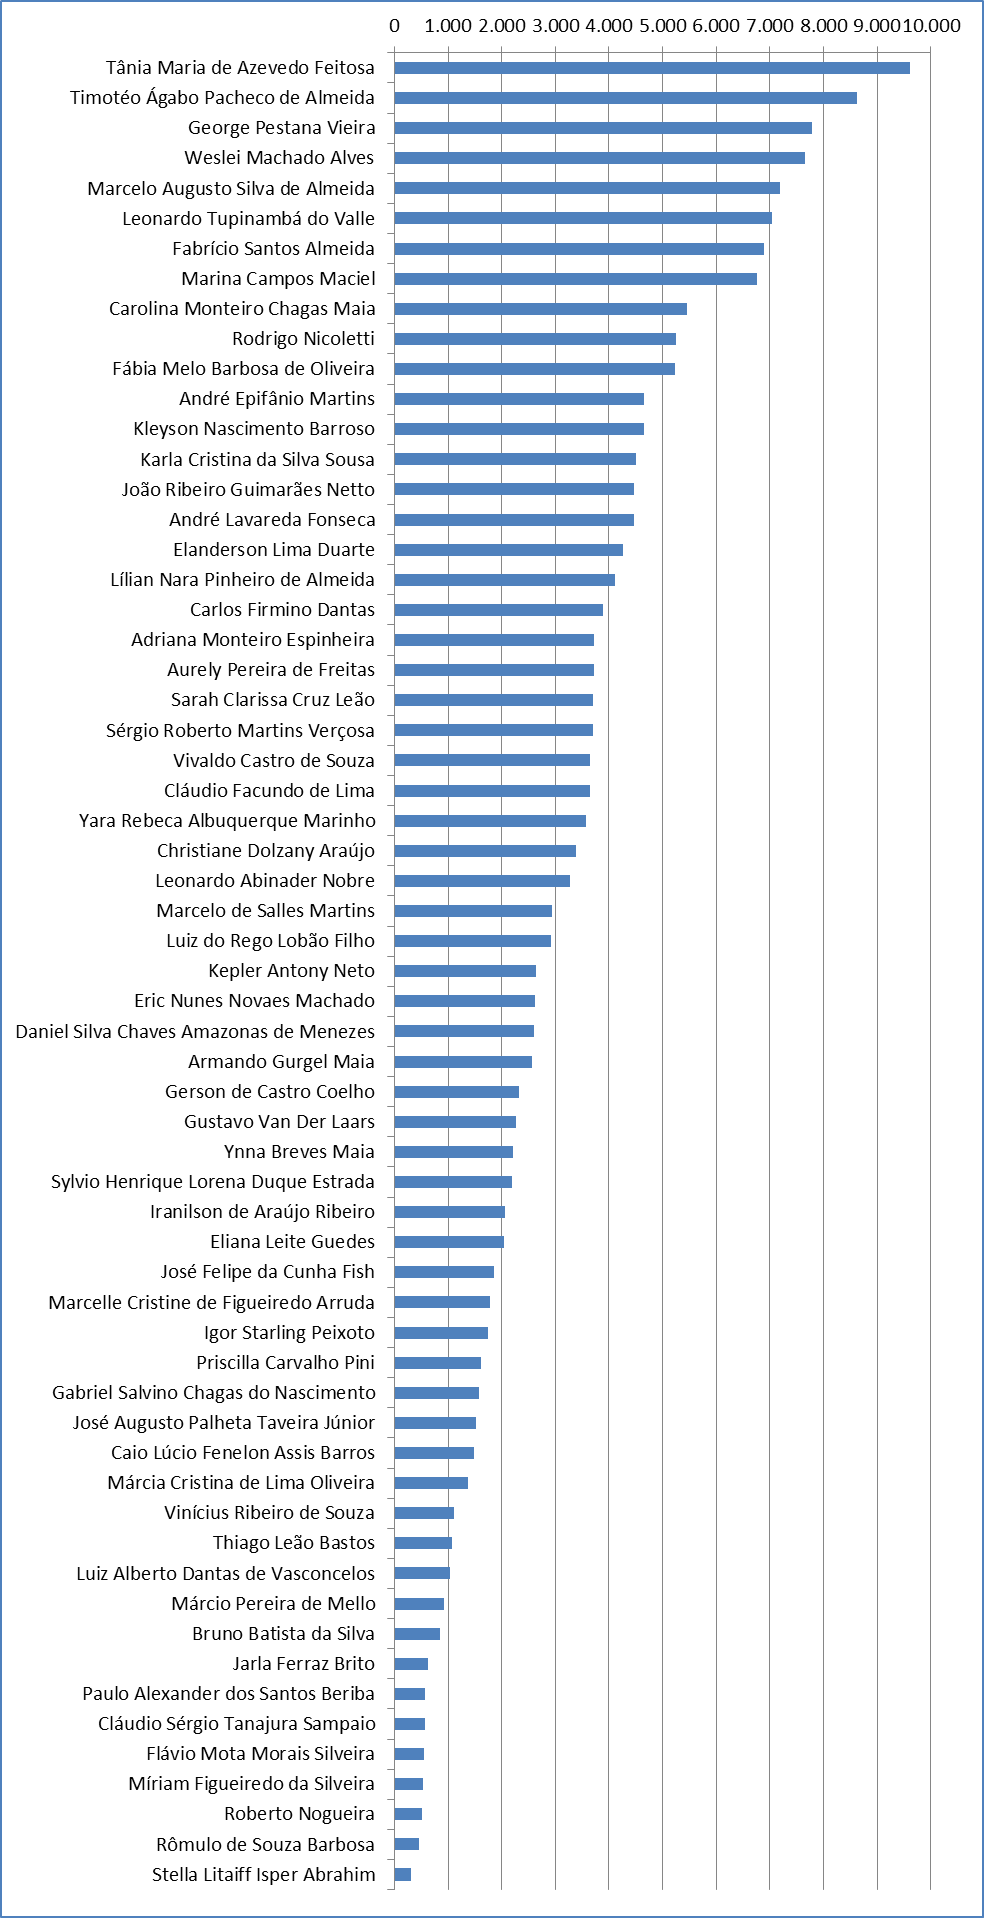 0 1.000 2.000 3.000 4.000 5.000 6.000 7.000 8.000 9.000 10.000
Tânia Maria de Azevedo Feitosa
Timotéo Ágabo Pacheco de Almeida
George Pestana Vieira
Weslei Machado Alves
Marcelo Augusto Silva de Almeida
Leonardo Tupinambá do Valle
Fabrício Santos Almeida
Marina Campos Maciel
Carolina Monteiro Chagas Maia
Rodrigo Nicoletti
Fábia Melo Barbosa de Oliveira
André Epifânio Martins
Kleyson Nascimento Barroso
Karla Cristina da Silva Sousa
João Ribeiro Guimarães Netto
André Lavareda Fonseca
Elanderson Lima Duarte
Lílian Nara Pinheiro de Almeida
Carlos Firmino Dantas
Adriana Monteiro Espinheira
Aurely Pereira de Freitas
Sarah Clarissa Cruz Leão
Sérgio Roberto Martins Verçosa
Vivaldo Castro de Souza
Cláudio Facundo de Lima
Yara Rebeca Albuquerque Marinho
Christiane Dolzany Araújo
Leonardo Abinader Nobre
Marcelo de Salles Martins
Luiz do Rego Lobão Filho
Kepler Antony Neto
Eric Nunes Novaes Machado
Daniel Silva Chaves Amazonas de Menezes
Armando Gurgel Maia
Gerson de Castro Coelho
Gustavo Van Der Laars
Ynna Breves Maia
Sylvio Henrique Lorena Duque Estrada
Iranilson de Araújo Ribeiro
Eliana Leite Guedes
José Felipe da Cunha Fish
Marcelle Cristine de Figueiredo Arruda
Igor Starling Peixoto
Priscilla Carvalho Pini
Gabriel Salvino Chagas do Nascimento
José Augusto Palheta Taveira Júnior
Caio Lúcio Fenelon Assis Barros
Márcia Cristina de Lima Oliveira
Vinícius Ribeiro de Souza
Thiago Leão Bastos
Luiz Alberto Dantas de Vasconcelos
Márcio Pereira de Mello
Bruno Batista da Silva
Jarla Ferraz Brito
Paulo Alexander dos Santos Beriba
Cláudio Sérgio Tanajura Sampaio
Flávio Mota Morais Silveira
Míriam Figueiredo da Silveira
Roberto Nogueira
Rômulo de Souza Barbosa
Stella Litaiff Isper Abrahim